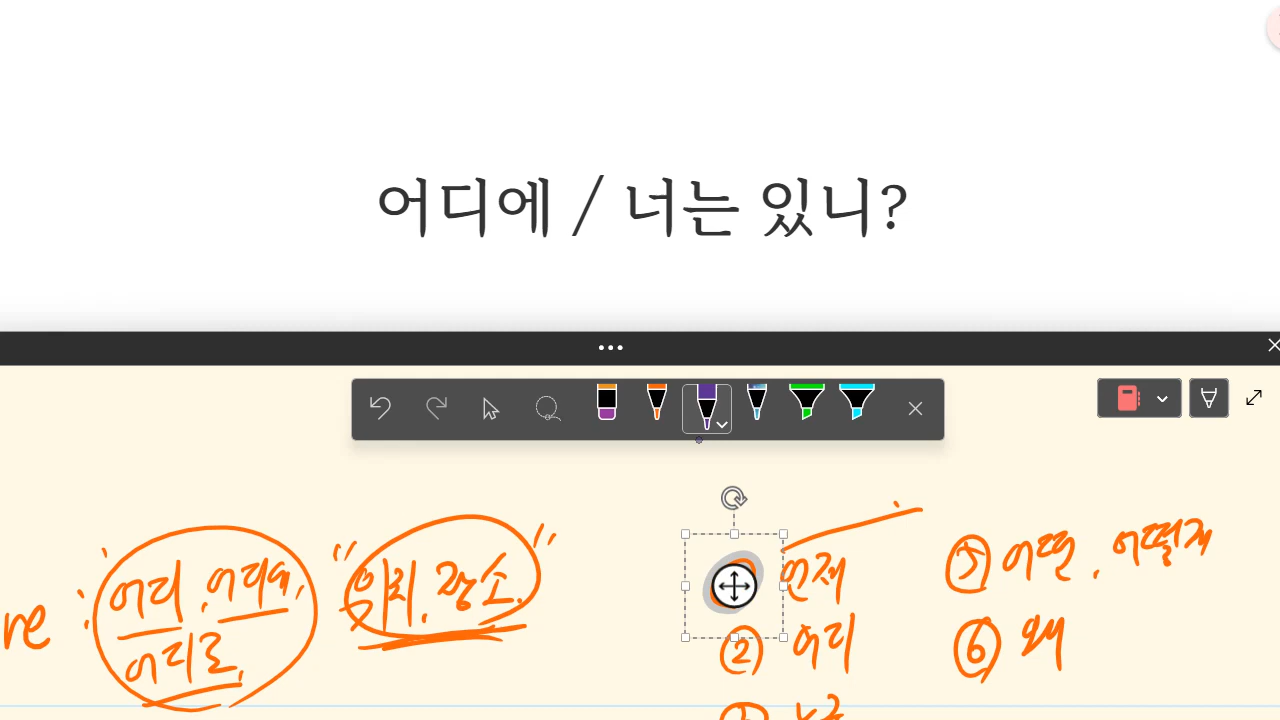 어디에 / 너는 있니?
re : 어디, 어디에, "위치, 장소."
어디로,
언제
② 어디
⑤ 어떤, 어떻게
⑥ 왜